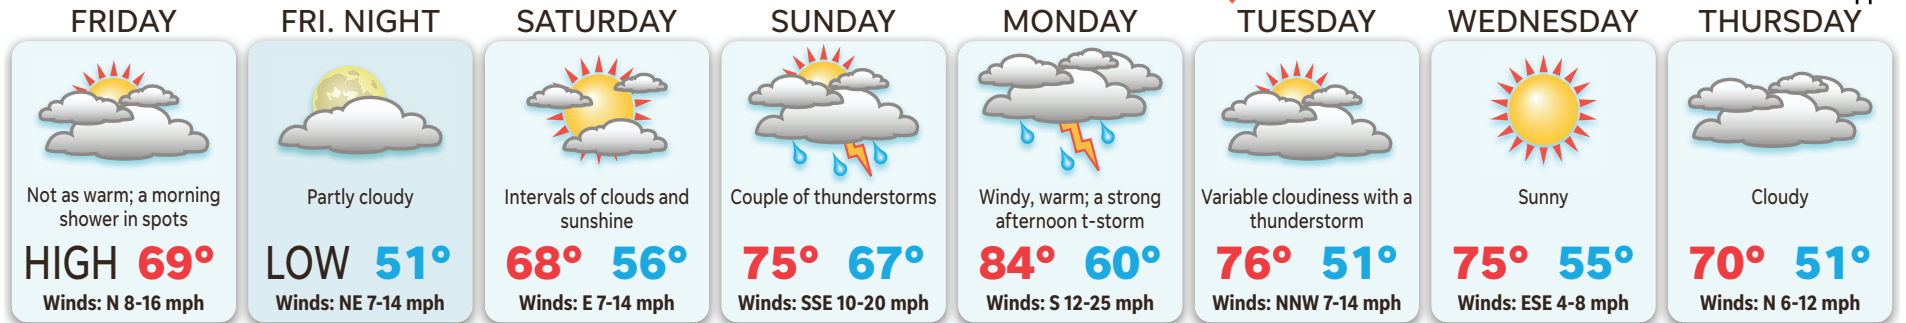 FRIDAY
Not as warm; a morning
shower in spots
HIGH 69°
Winds: N 8-16 mph
FRI. NIGHT
Partly cloudy
LOW 51°
Winds: NE 7-14 mph
SATURDAY
Intervals of clouds and
sunshine
68° 56°
Winds: E 7-14 mph
SUNDAY
Couple of thunderstorms
75° 67°
Winds: SSE 10-20 mph
MONDAY
Windy, warm; a strong
afternoon t-storm
84° 60°
Winds: S 12-25 mph
TUESDAY
Variable cloudiness with a
thunderstorm
76° 51°
Winds: NNW 7-14 mph
WEDNESDAY
Sunny
75° 55°
Winds: ESE 4-8 mph
THURSDAY
Cloudy
70° 51°
Winds: N 6-12 mph